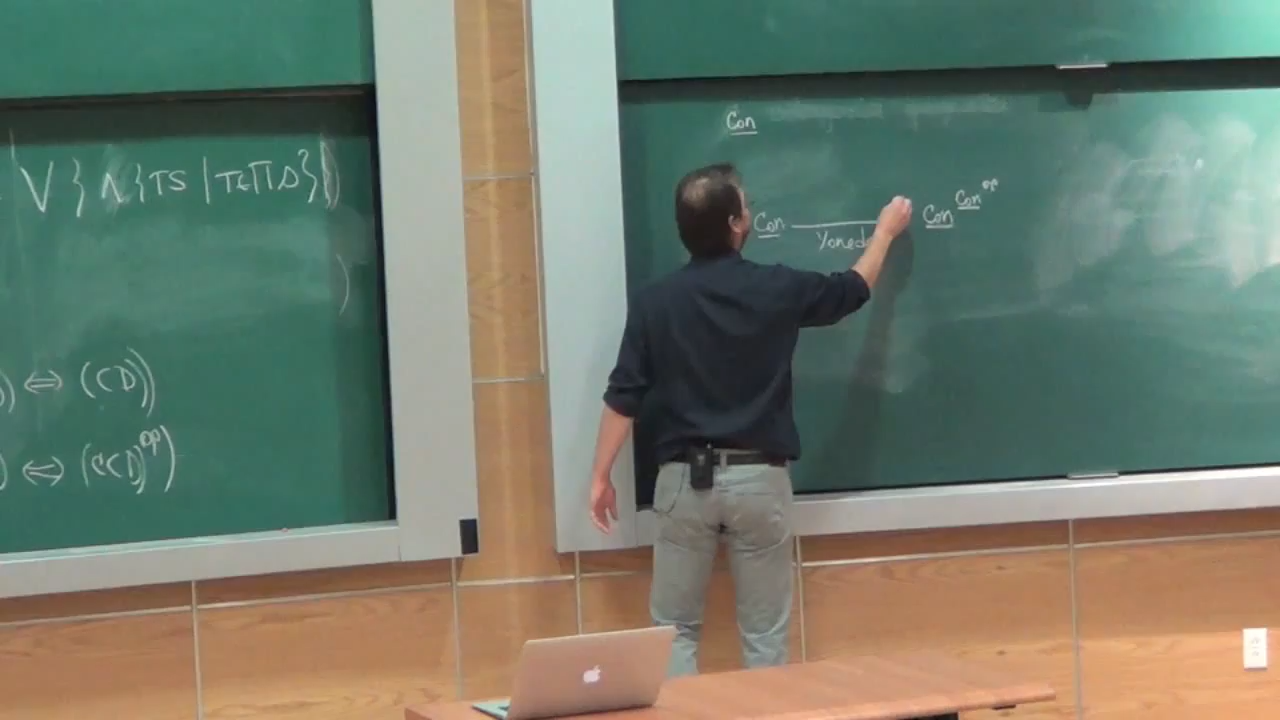 V } ∧ { TS | T ∈ Π S } )
)
) ⇔ (CD))
) ⇔ (CCD)^op)
Con
Con Yoneda Con^Con^op